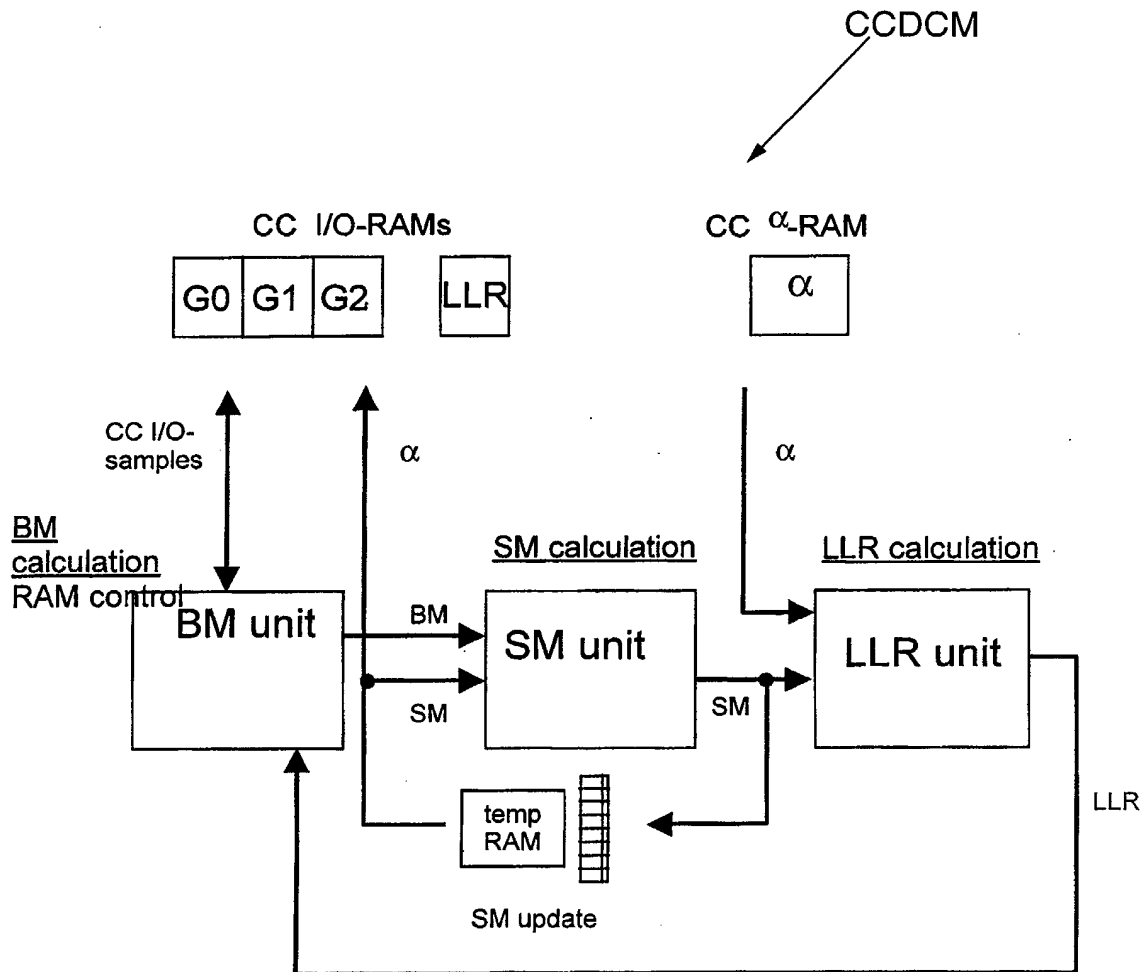 CCDCM
CC I/O-RAMs
CC α-RAM
G0 G1 G2 LLR
α
CC I/O-
samples
α
α
BM
calculation
RAM control
SM calculation
LLR calculation
BM unit
BM
SM
SM unit
SM
LLR unit
LLR
temp
RAM
SM update